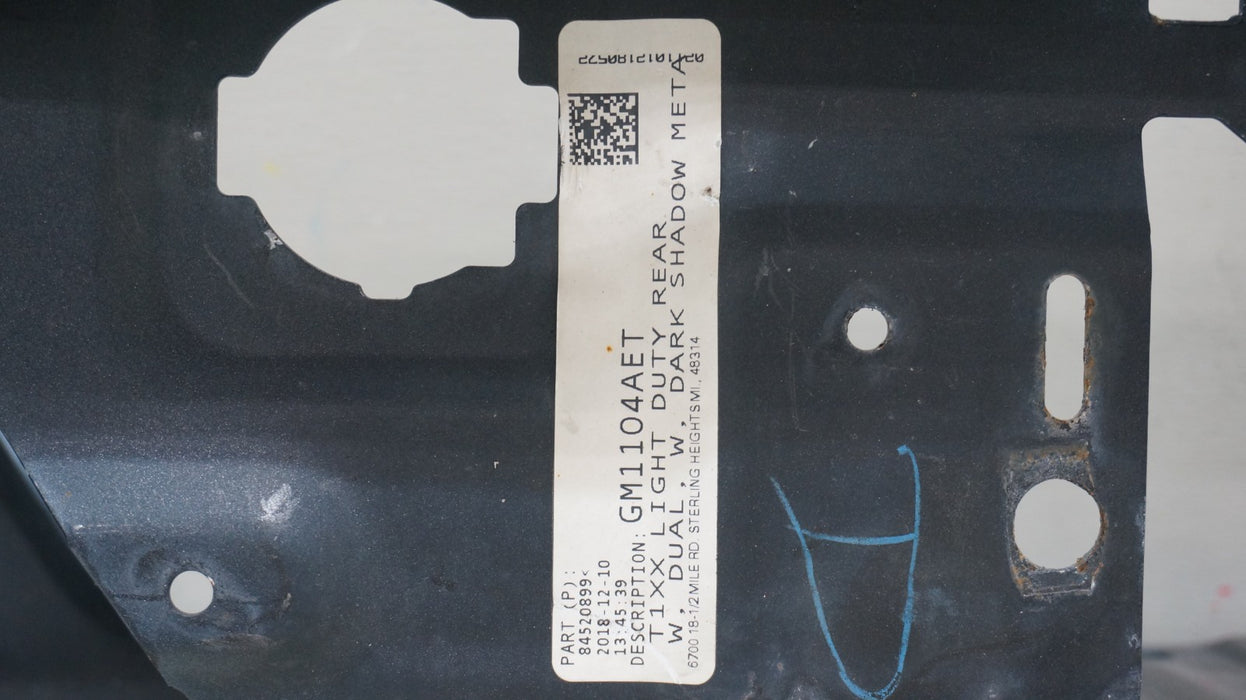 PART (P):
84520899<
2018-12-10
13:45:39
DESCRIPTION: GM1104AET
T1XX LIGHT DUTY REAR
W, DUAL, W, DARK SHADOW META
6700 18-1/2 MILE RD. STERLING HEIGHTS MI., 48314
A